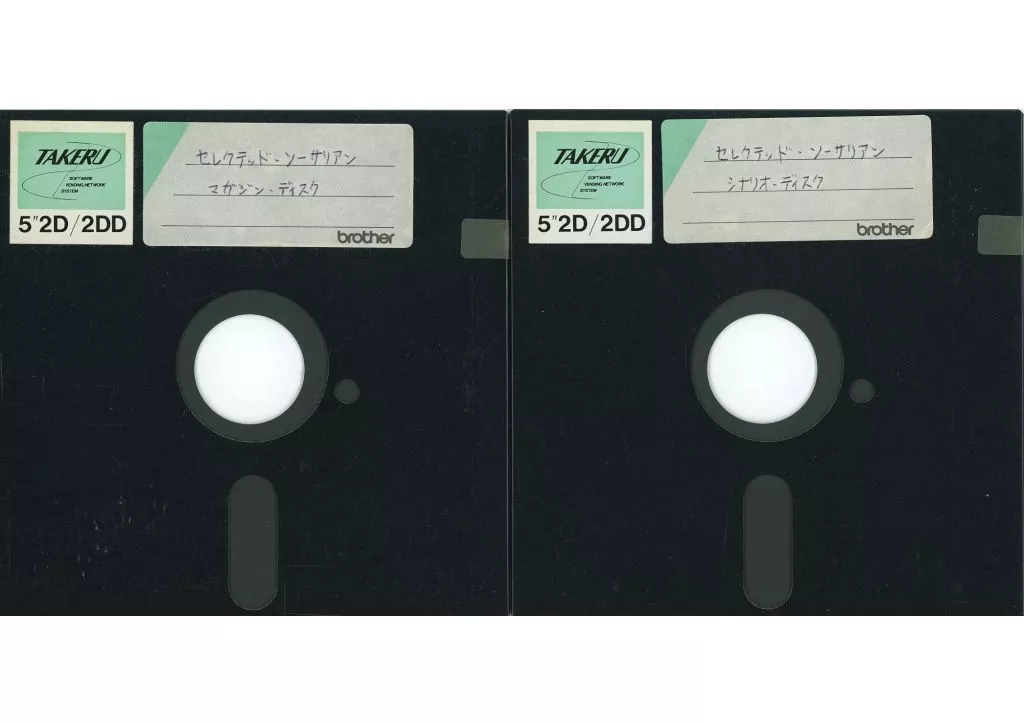 TAKERU
SOFTWARE
VENDING NETWORK
SYSTEM
5"2D/2DD
セレクテッド・ソーサリアン
マガジン・ディスク
brother
TAKERU
SOFTWARE
VENDING NETWORK
SYSTEM
5"2D/2DD
セレクテッド・ソーサリアン
シナリオ・ディスク
brother